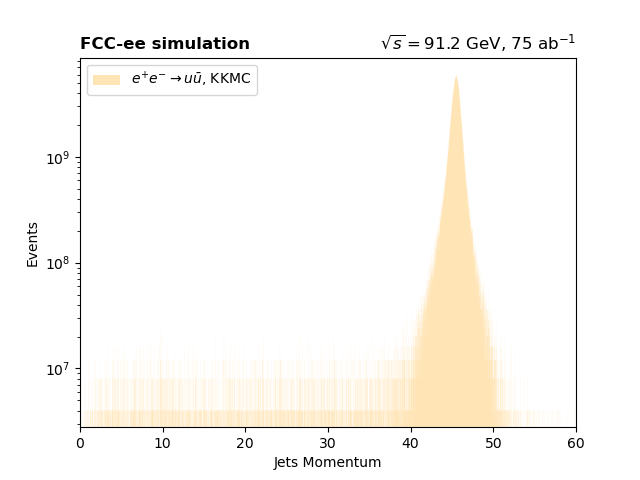 FCC-ee simulation
√s = 91.2 GeV, 75 ab⁻¹
e⁺e⁻ → uū, KKMC
Events
10⁹
10⁸
10⁷
0 10 20 30 40 50 60
Jets Momentum